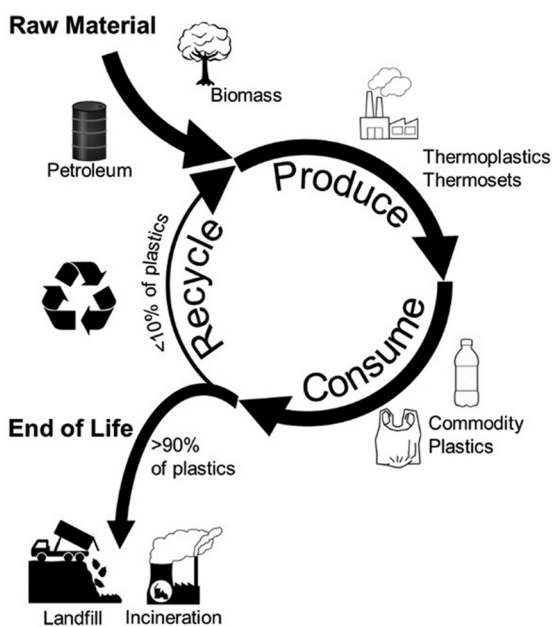 Raw Material
Biomass
Petroleum
Thermoplastics
Thermosets
Produce
Recycle
<10% of plastics
Consume
Commodity
Plastics
End of Life
>90%
of plastics
Landfill
Incineration